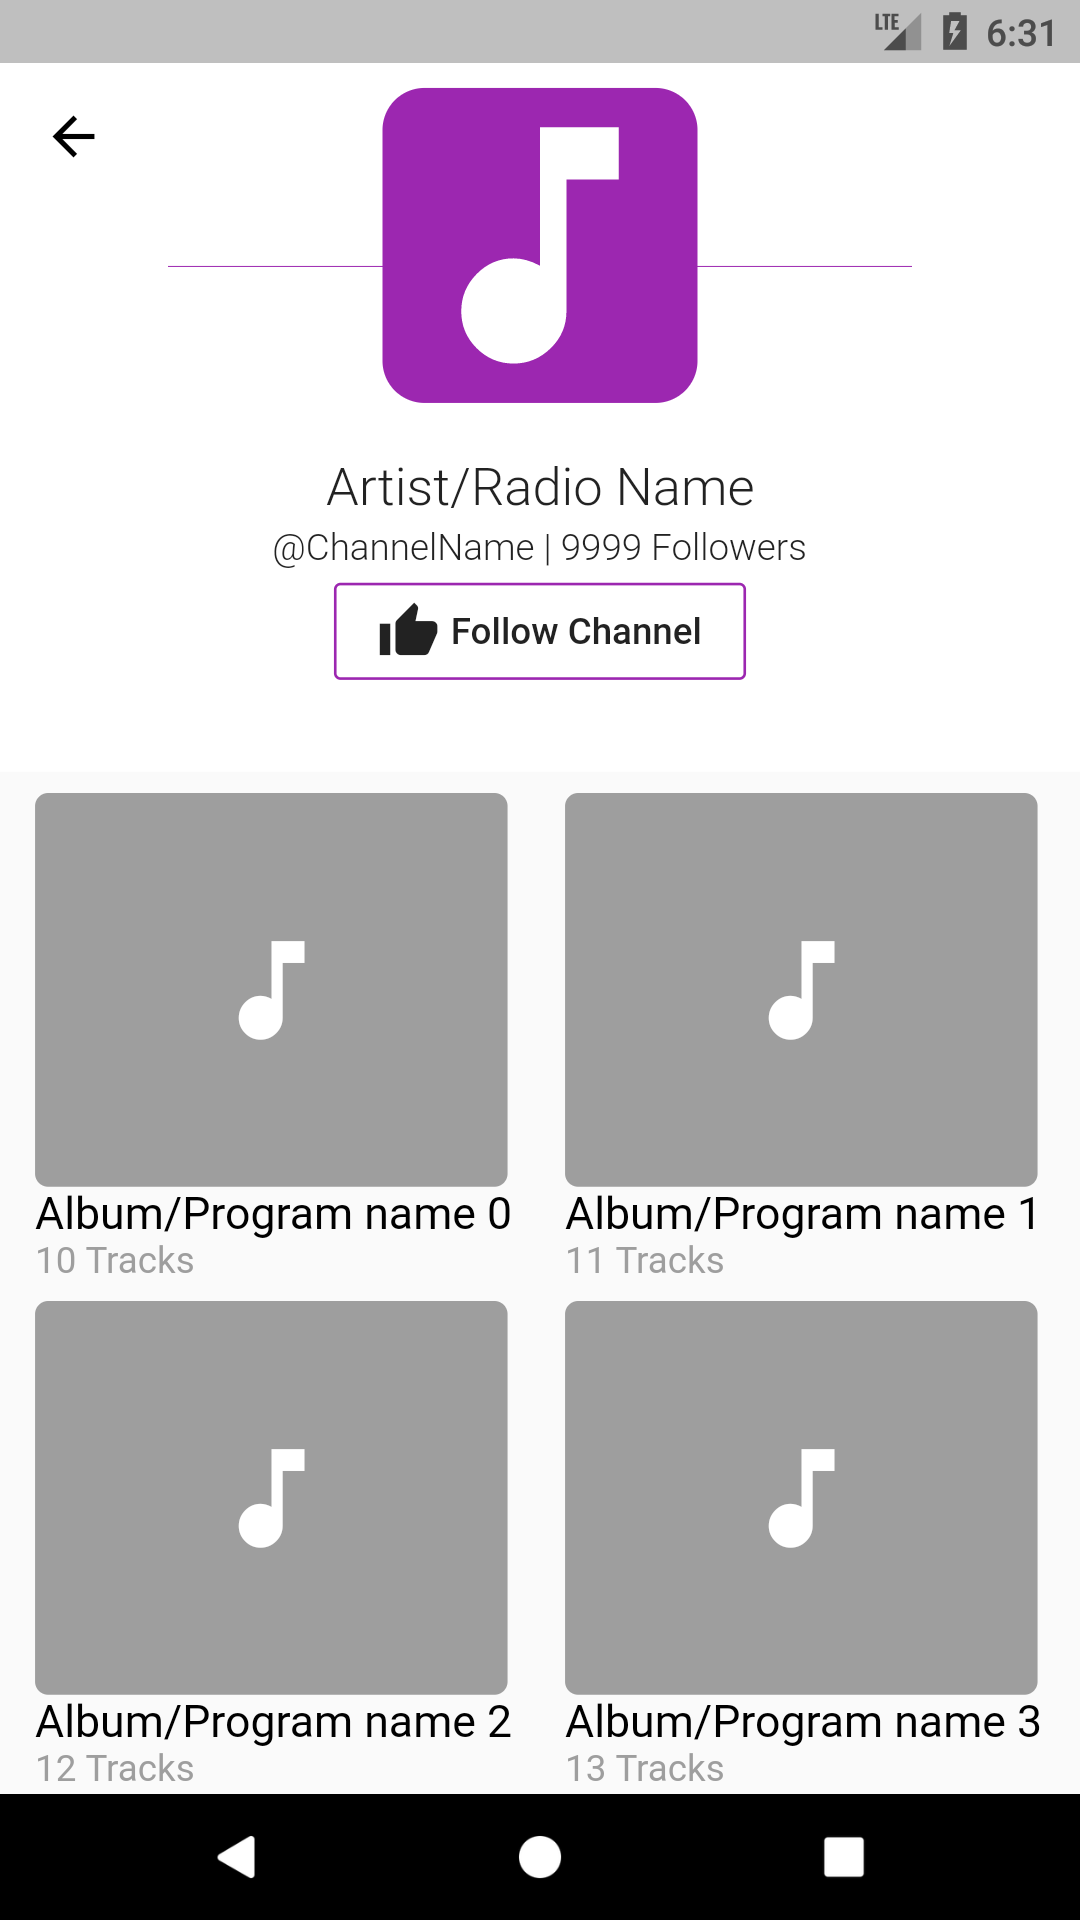 LTE 6:31
Artist/Radio Name
@ChannelName | 9999 Followers
Follow Channel
Album/Program name 0
10 Tracks
Album/Program name 1
11 Tracks
Album/Program name 2
12 Tracks
Album/Program name 3
13 Tracks